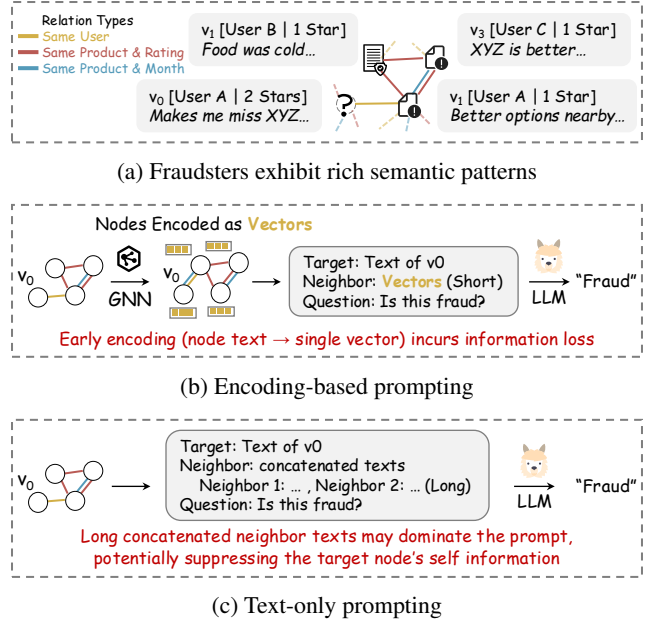 Relation Types
Same User
Same Product & Rating
Same Product & Month
v1 [User B | 1 Star]
Food was cold...
v3 [User C | 1 Star]
XYZ is better...
v0 [User A | 2 Stars]
Makes me miss XYZ...
?
v1 [User A | 1 Star]
Better options nearby...
(a) Fraudsters exhibit rich semantic patterns
Nodes Encoded as Vectors
v0
GNN
v0
Target: Text of v0
Neighbor: Vectors (Short)
Question: Is this fraud?
LLM
“Fraud”
Early encoding (node text → single vector) incurs information loss
(b) Encoding-based prompting
v0
Target: Text of v0
Neighbor: concatenated texts
Neighbor 1: ... , Neighbor 2: ... (Long)
Question: Is this fraud?
LLM
“Fraud”
Long concatenated neighbor texts may dominate the prompt,
potentially suppressing the target node’s self information
(c) Text-only prompting